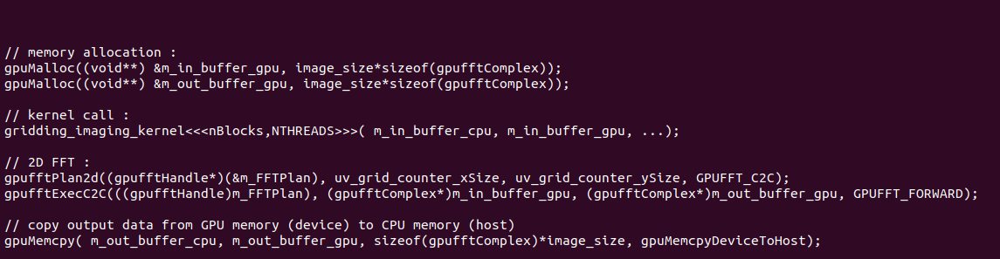 // memory allocation :
gpuMalloc((void**) &m_in_buffer_gpu, image_size*sizeof(gpufftComplex));
gpuMalloc((void**) &m_out_buffer_gpu, image_size*sizeof(gpufftComplex));
// kernel call :
gridding_imaging_kernel<<<nBlocks,NTHREADS>>>( m_in_buffer_cpu, m_in_buffer_gpu, ...);
// 2D FFT :
gpufftPlan2d((gpufftHandle*)(&m_FFTPlan), uv_grid_counter_xSize, uv_grid_counter_ySize, GPUFFT_C2C);
gpufftExecC2C(((gpufftHandle)m_FFTPlan), (gpufftComplex*)m_in_buffer_gpu, (gpufftComplex*)m_out_buffer_gpu, GPUFFT_FORWARD);
// copy output data from GPU memory (device) to CPU memory (host)
gpuMemcpy( m_out_buffer_cpu, m_out_buffer_gpu, sizeof(gpufftComplex)*image_size, gpuMemcpyDeviceToHost);